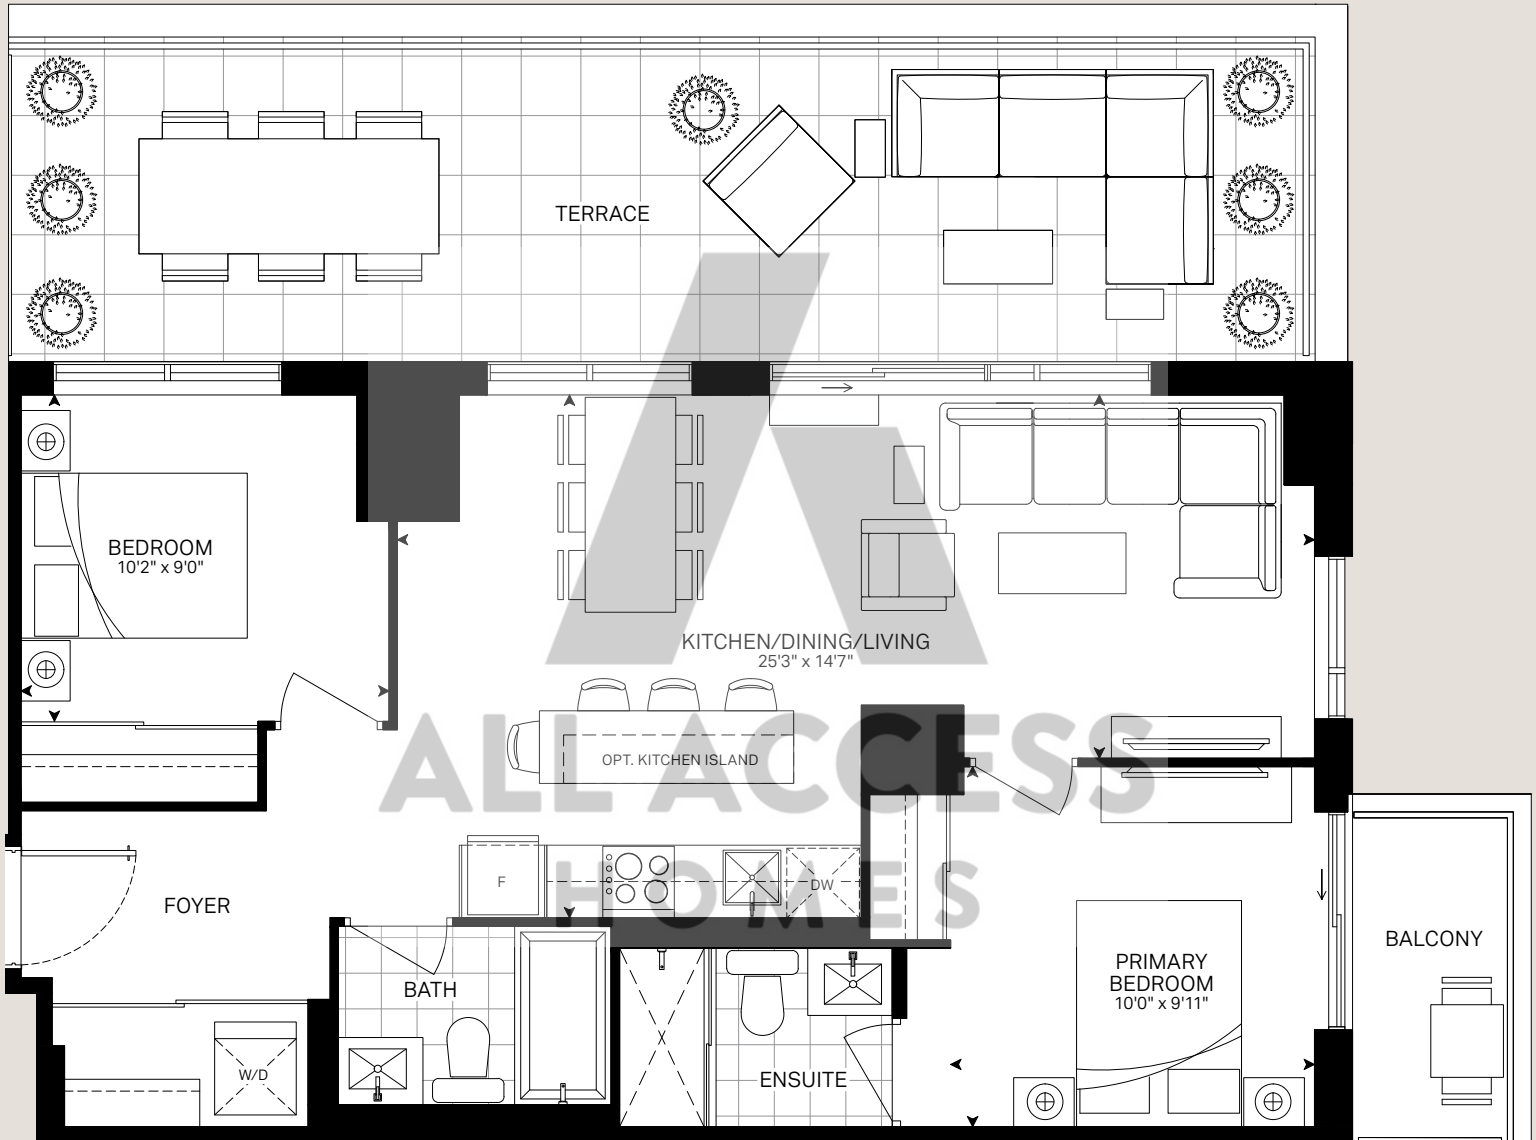 TERRACE
BEDROOM
10'2" x 9'0"
KITCHEN/DINING/LIVING
25'3" x 14'7"
OPT. KITCHEN ISLAND
ALL ACCESS
HOMES
F
DW
FOYER
BALCONY
PRIMARY
BEDROOM
10'0" x 9'11"
BATH
W/D
ENSUITE